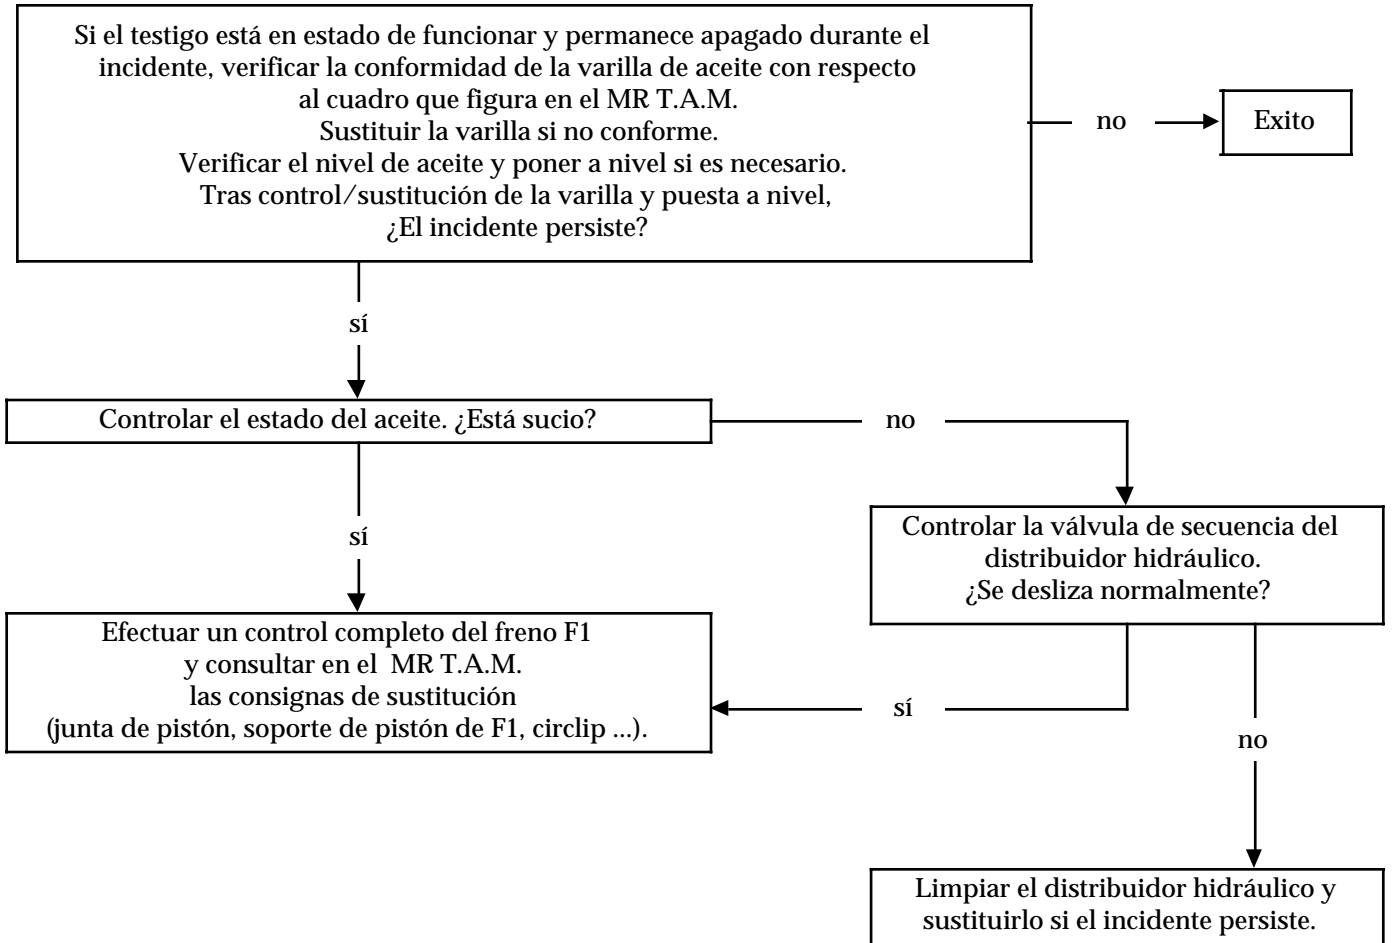 Si el testigo está en estado de funcionar y permanece apagado durante el
incidente, verificar la conformidad de la varilla de aceite con respecto
al cuadro que figura en el MR T.A.M.
Sustituir la varilla si no conforme.
Verificar el nivel de aceite y poner a nivel si es necesario.
Tras control/sustitución de la varilla y puesta a nivel,
¿El incidente persiste?
no
Exito
sí
Controlar el estado del aceite. ¿Está sucio?
no
sí
Controlar la válvula de secuencia del
distribuidor hidráulico.
¿Se desliza normalmente?
Efectuar un control completo del freno F1
y consultar en el MR T.A.M.
las consignas de sustitución
(junta de pistón, soporte de pistón de F1, circlip ...).
sí
no
Limpiar el distribuidor hidráulico y
sustituirlo si el incidente persiste.